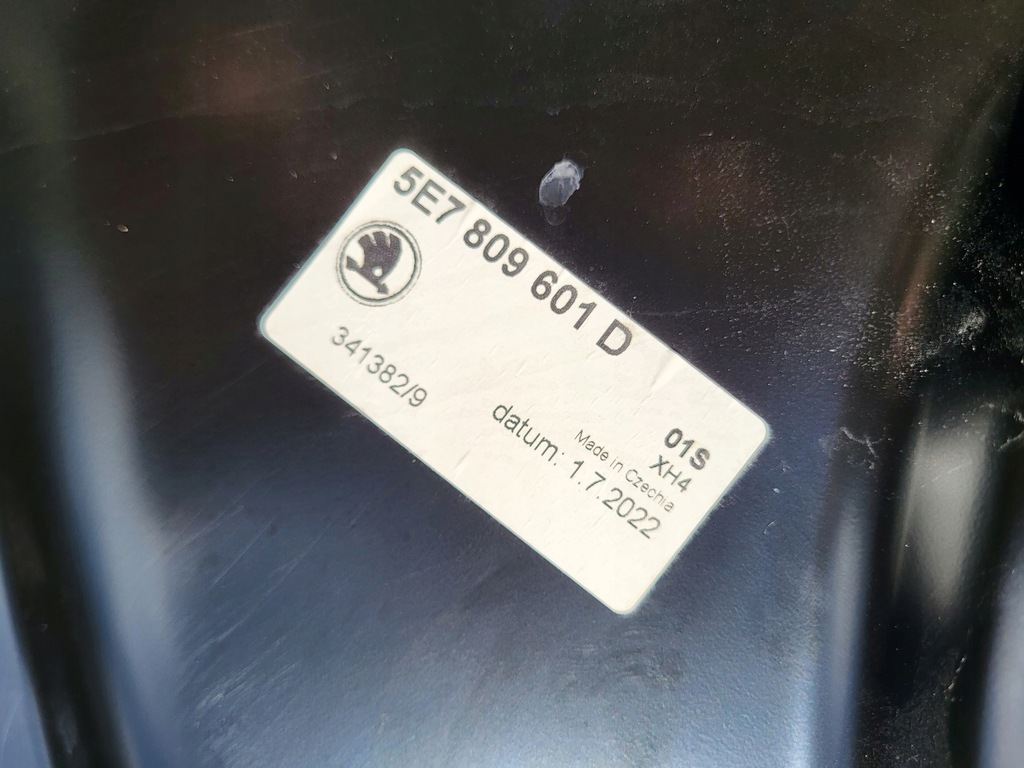 5E7 809 601 D
01S
XH4
341382/9
Made in Czechia
datum: 1.7.2022